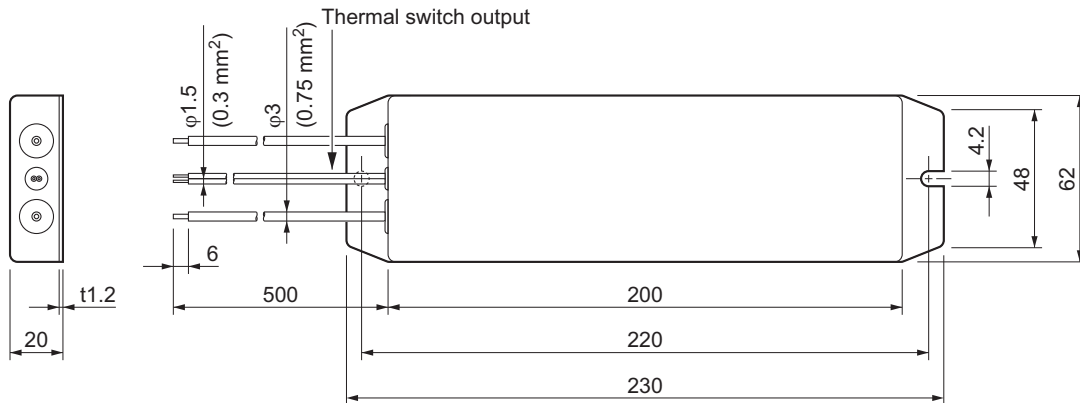 Thermal switch output
φ1.5
(0.3 mm²)
φ3
(0.75 mm²)
4.2
48
62
6
t1.2
500
200
20
220
230